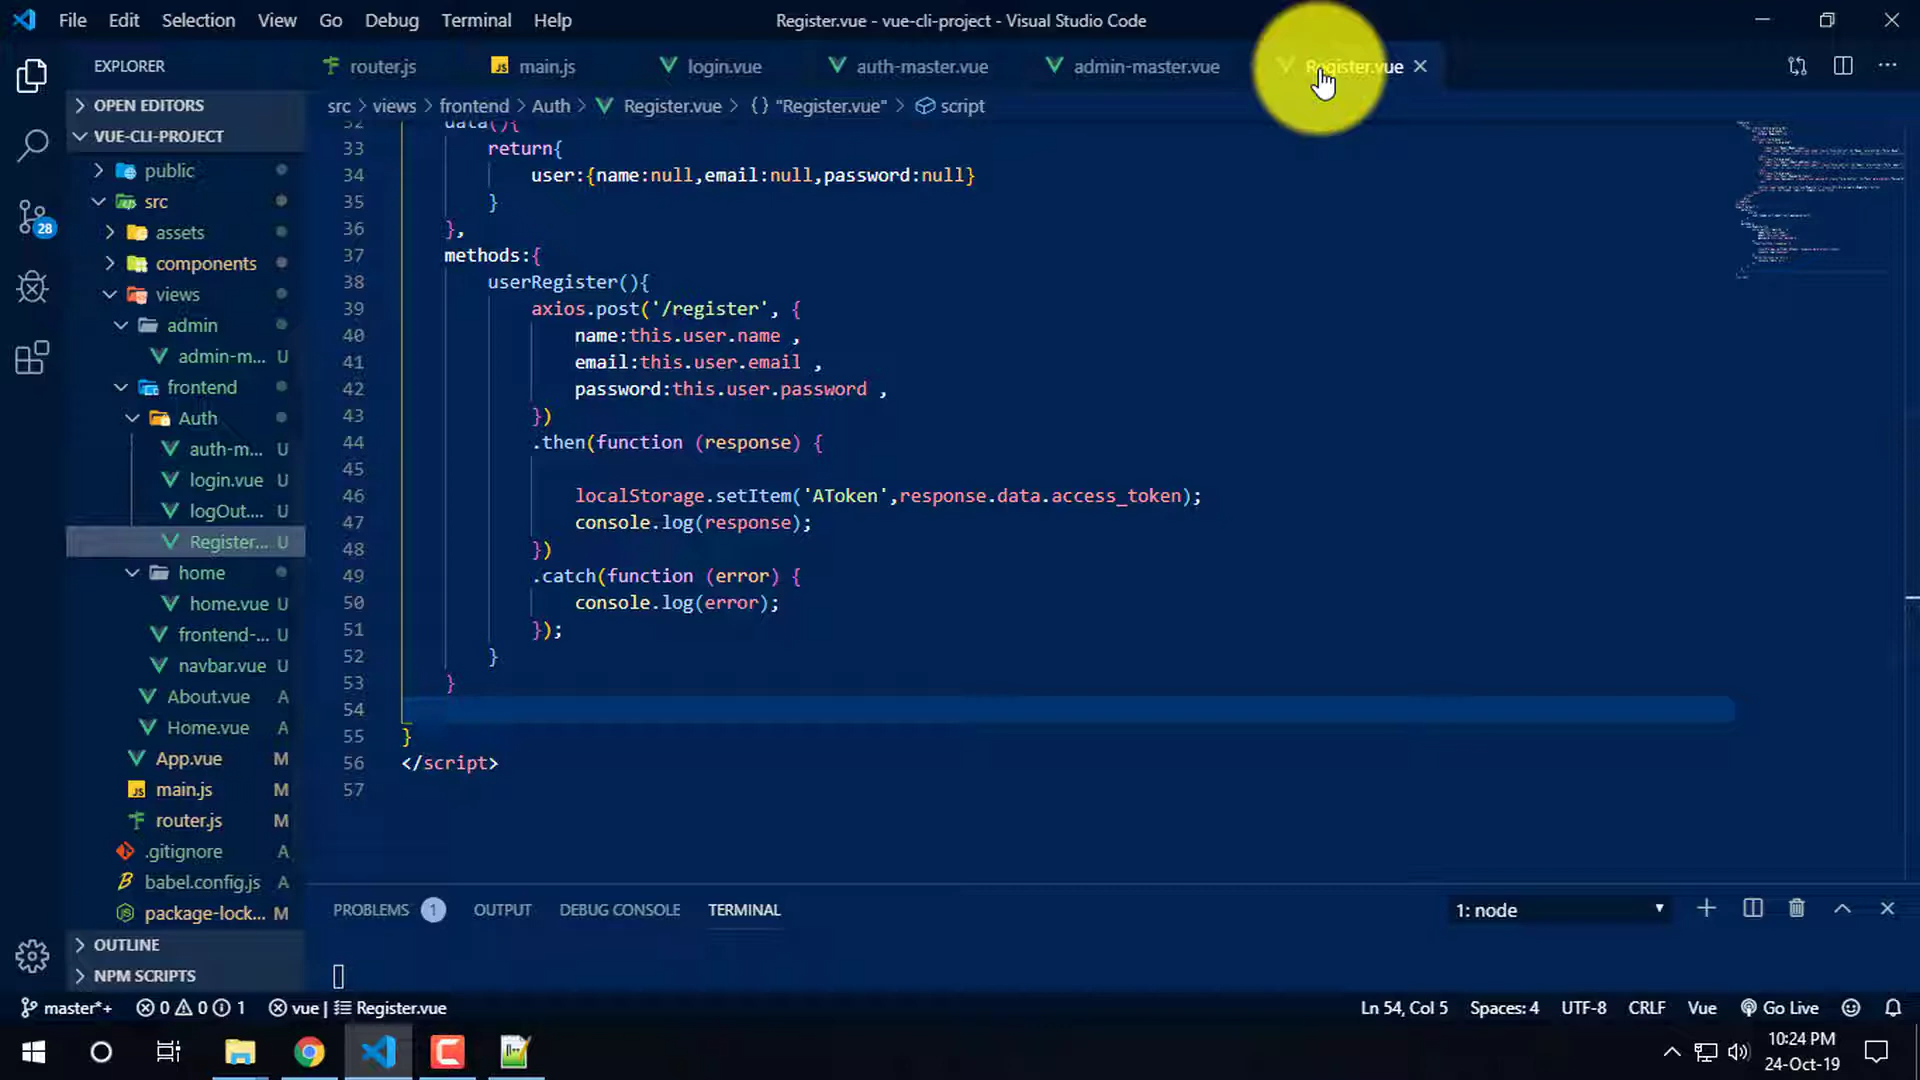 File Edit Selection View Go Debug Terminal Help
Register.vue - vue-cli-project - Visual Studio Code
EXPLORER
router.js
main.js
login.vue
auth-master.vue
admin-master.vue
Register.vue
OPEN EDITORS
src > views > frontend > Auth > Register.vue > {} "Register.vue" > script
VUE-CLI-PROJECT
public
src
assets
components
views
admin
admin-m... U
frontend
Auth
auth-m... U
login.vue U
logOut.... U
Register... U
home
home.vue U
frontend-... U
navbar.vue U
About.vue A
Home.vue A
App.vue M
main.js M
router.js M
.gitignore A
babel.config.js A
package-lock... M
OUTLINE
NPM SCRIPTS
28
32 data(){
33 return{
34 user:{name:null,email:null,password:null}
35 }
36 },
37 methods:{
38 userRegister(){
39 axios.post('/register', {
40 name:this.user.name ,
41 email:this.user.email ,
42 password:this.user.password ,
43 })
44 .then(function (response) {
45
46 localStorage.setItem('AToken',response.data.access_token);
47 console.log(response);
48 })
49 .catch(function (error) {
50 console.log(error);
51 });
52 }
53 }
54
55 }
56 </script>
57
PROBLEMS 1 OUTPUT DEBUG CONSOLE TERMINAL
1: node
master*+ 0 0 1 vue | Register.vue
Ln 54, Col 5 Spaces: 4 UTF-8 CRLF Vue Go Live
10:24 PM
24-Oct-19